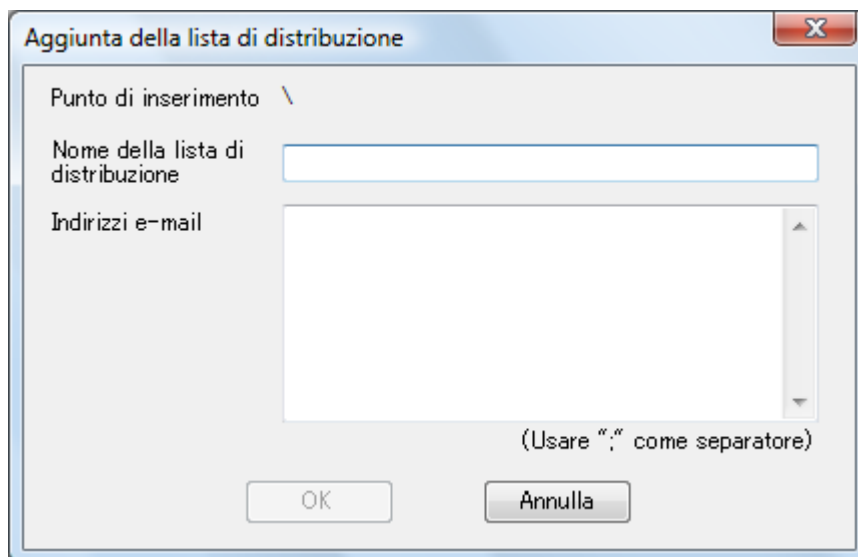 Aggiunta della lista di distribuzione
Punto di inserimento \
Nome della lista di
distribuzione
Indirizzi e-mail
(Usare ";" come separatore)
OK Annulla